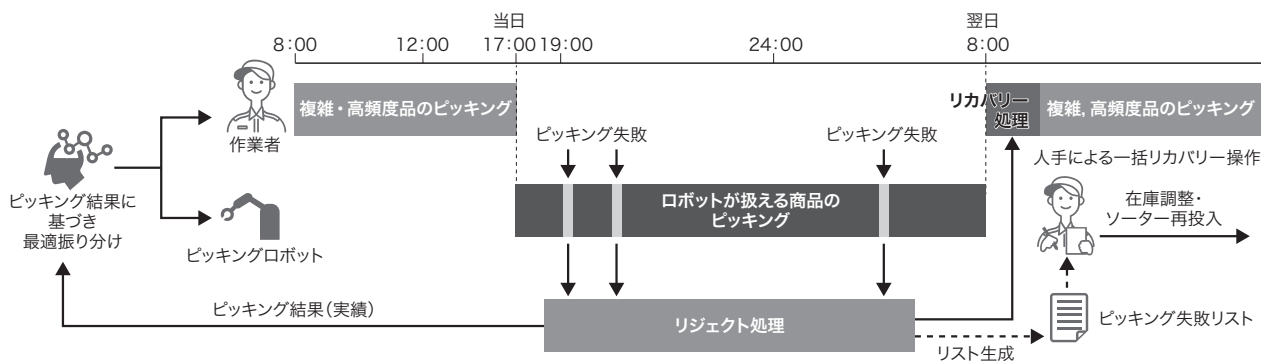 当日
翌日
8：00
12：00
17：00
19：00
24：00
8：00
複雑・高頻度品のピッキング
リカバリー
処理
複雑，高頻度品のピッキング
作業者
ピッキング失敗
ピッキング失敗
人手による一括リカバリー操作
ピッキング結果に
基づき
最適振り分け
ロボットが扱える商品の
ピッキング
在庫調整・
ソーター再投入
ピッキングロボット
ピッキング結果（実績）
リジェクト処理
ピッキング失敗リスト
リスト生成